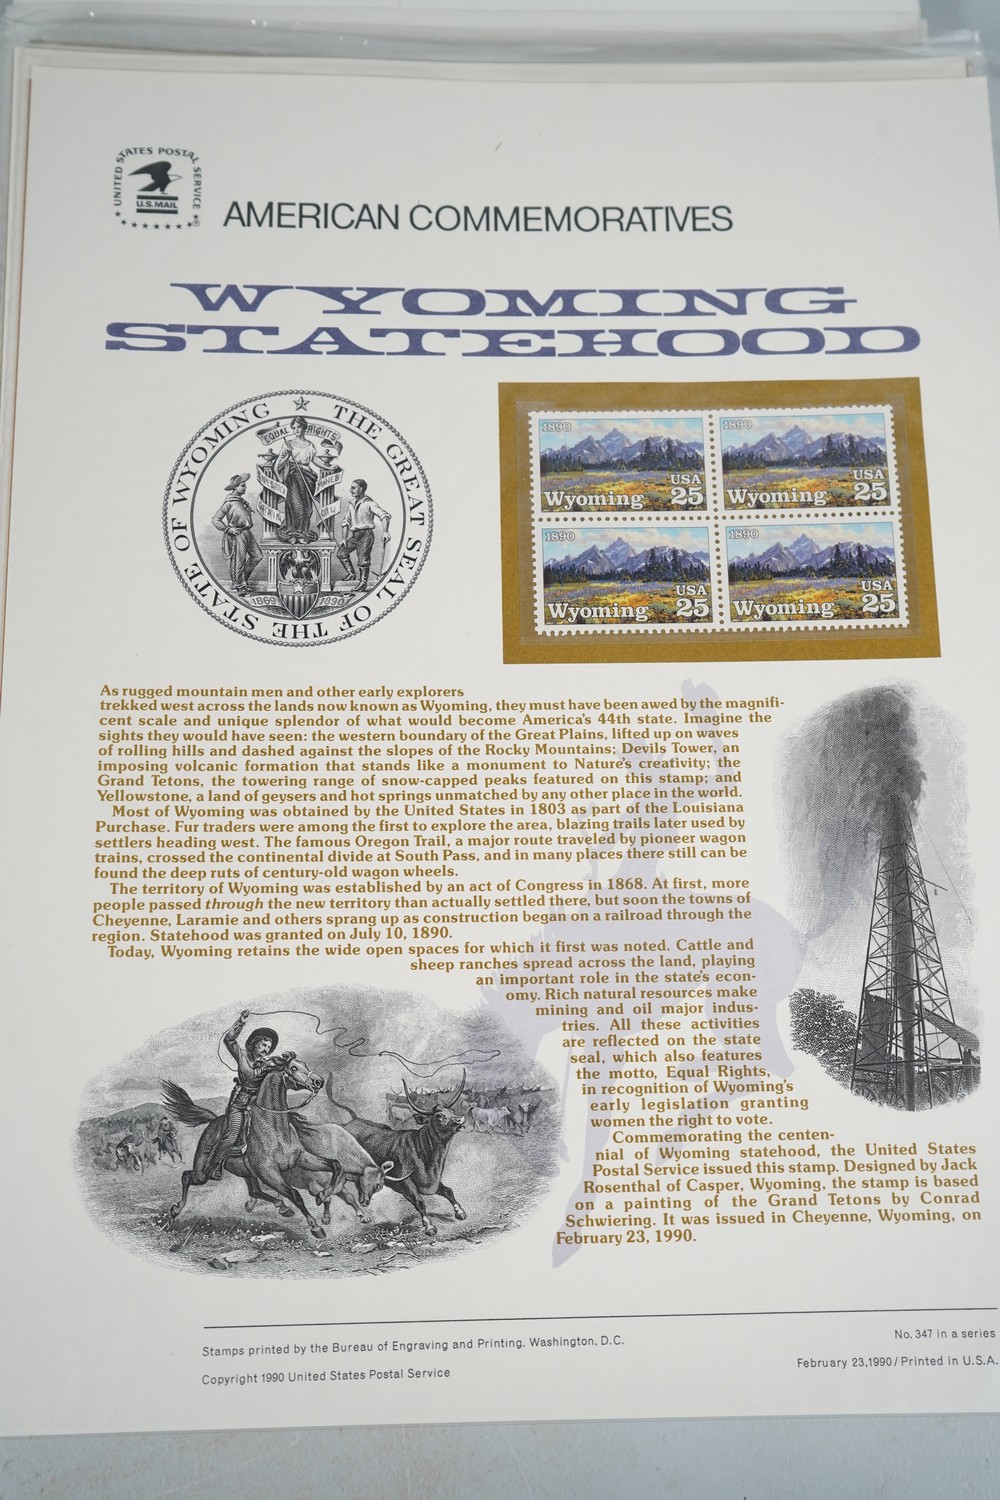 UNITED STATES POSTAL SERVICE
U.S.MAIL
®
AMERICAN COMMEMORATIVES
WYOMING
STATEHOOD
THE GREAT SEAL OF THE STATE OF WYOMING
EQUAL RIGHTS
1869 1890
1890
USA
Wyoming 25
1890
USA
Wyoming 25
1890
USA
Wyoming 25
1890
USA
Wyoming 25
As rugged mountain men and other early explorers
trekked west across the lands now known as Wyoming, they must have been awed by the magnifi-
cent scale and unique splendor of what would become America's 44th state. Imagine the
sights they would have seen: the western boundary of the Great Plains, lifted up on waves
of rolling hills and dashed against the slopes of the Rocky Mountains; Devils Tower, an
imposing volcanic formation that stands like a monument to Nature's creativity; the
Grand Tetons, the towering range of snow-capped peaks featured on this stamp; and
Yellowstone, a land of geysers and hot springs unmatched by any other place in the world.
Most of Wyoming was obtained by the United States in 1803 as part of the Louisiana
Purchase. Fur traders were among the first to explore the area, blazing trails later used by
settlers heading west. The famous Oregon Trail, a major route traveled by pioneer wagon
trains, crossed the continental divide at South Pass, and in many places there still can be
found the deep ruts of century-old wagon wheels.
The territory of Wyoming was established by an act of Congress in 1868. At first, more
people passed through the new territory than actually settled there, but soon the towns of
Cheyenne, Laramie and others sprang up as construction began on a railroad through the
region. Statehood was granted on July 10, 1890.
Today, Wyoming retains the wide open spaces for which it first was noted. Cattle and
sheep ranches spread across the land, playing
an important role in the state's econ-
omy. Rich natural resources make
mining and oil major indus-
tries. All these activities
are reflected on the state
seal, which also features
the motto, Equal Rights,
in recognition of Wyoming's
early legislation granting
women the right to vote.
Commemorating the centen-
nial of Wyoming statehood, the United States
Postal Service issued this stamp. Designed by Jack
Rosenthal of Casper, Wyoming, the stamp is based
on a painting of the Grand Tetons by Conrad
Schwiering. It was issued in Cheyenne, Wyoming, on
February 23, 1990.
Stamps printed by the Bureau of Engraving and Printing, Washington, D.C.
Copyright 1990 United States Postal Service
No. 347 in a series
February 23,1990/Printed in U.S.A.